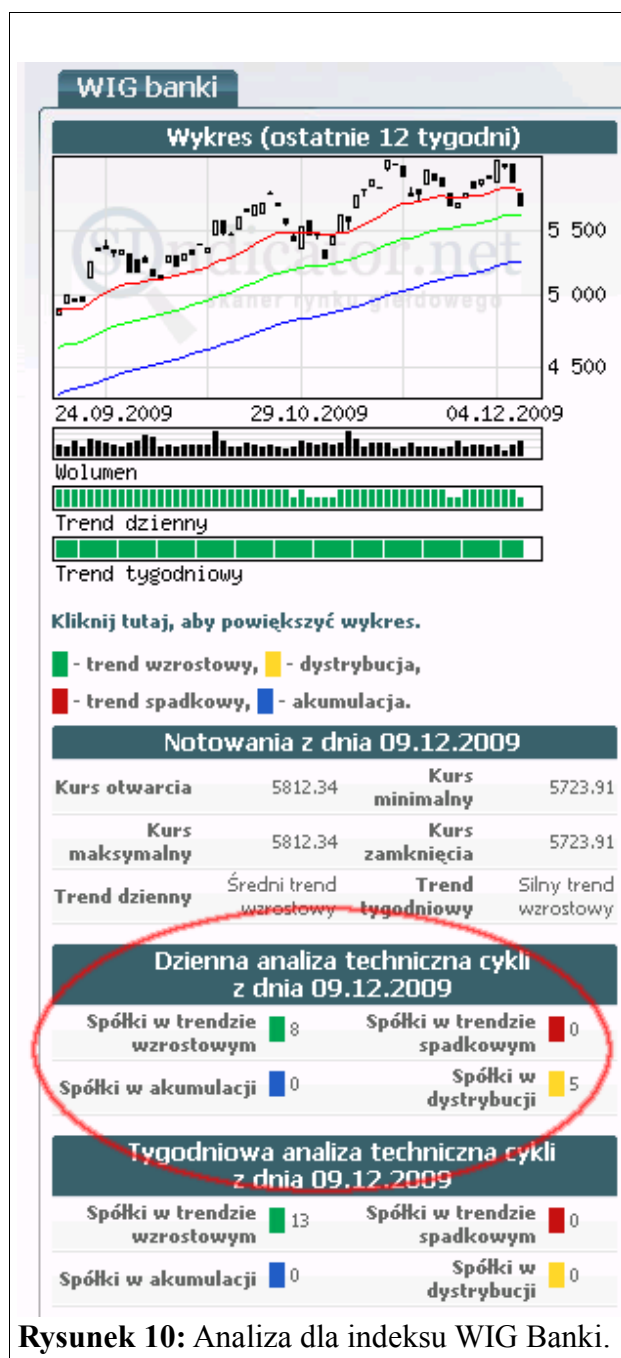 WIG banki
Wykres (ostatnie 12 tygodni)
SIndicator.net
skaner rynku giełdowego
5 500
5 000
4 500
24.09.2009 29.10.2009 04.12.2009
Wolumen
Trend dzienny
Trend tygodniowy
Kliknij tutaj, aby powiększyć wykres.
- trend wzrostowy, - dystrybucja,
- trend spadkowy, - akumulacja.
Notowania z dnia 09.12.2009
Kurs otwarcia 5812.34 Kurs minimalny 5723.91
Kurs maksymalny 5812.34 Kurs zamknięcia 5723.91
Trend dzienny Średni trend wzrostowy Trend tygodniowy Silny trend wzrostowy
Dzienna analiza techniczna cykli
z dnia 09.12.2009
Spółki w trendzie wzrostowym 8 Spółki w trendzie spadkowym 0
Spółki w akumulacji 0 Spółki w dystrybucji 5
Tygodniowa analiza techniczna cykli
z dnia 09.12.2009
Spółki w trendzie wzrostowym 13 Spółki w trendzie spadkowym 0
Spółki w akumulacji 0 Spółki w dystrybucji 0
Rysunek 10: Analiza dla indeksu WIG Banki.